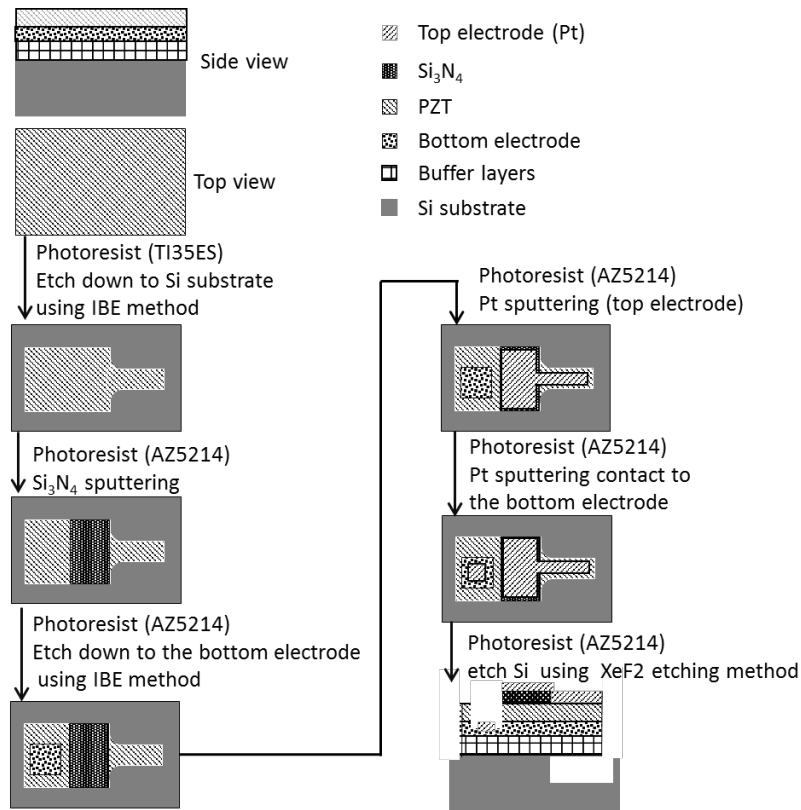 Side view
Top view
Top electrode (Pt)
Si₃N₄
PZT
Bottom electrode
Buffer layers
Si substrate
Photoresist (TI35ES)
Etch down to Si substrate
using IBE method
Photoresist (AZ5214)
Si₃N₄ sputtering
Photoresist (AZ5214)
Etch down to the bottom electrode
using IBE method
Photoresist (AZ5214)
Pt sputtering (top electrode)
Photoresist (AZ5214)
Pt sputtering contact to
the bottom electrode
Photoresist (AZ5214)
etch Si using XeF2 etching method